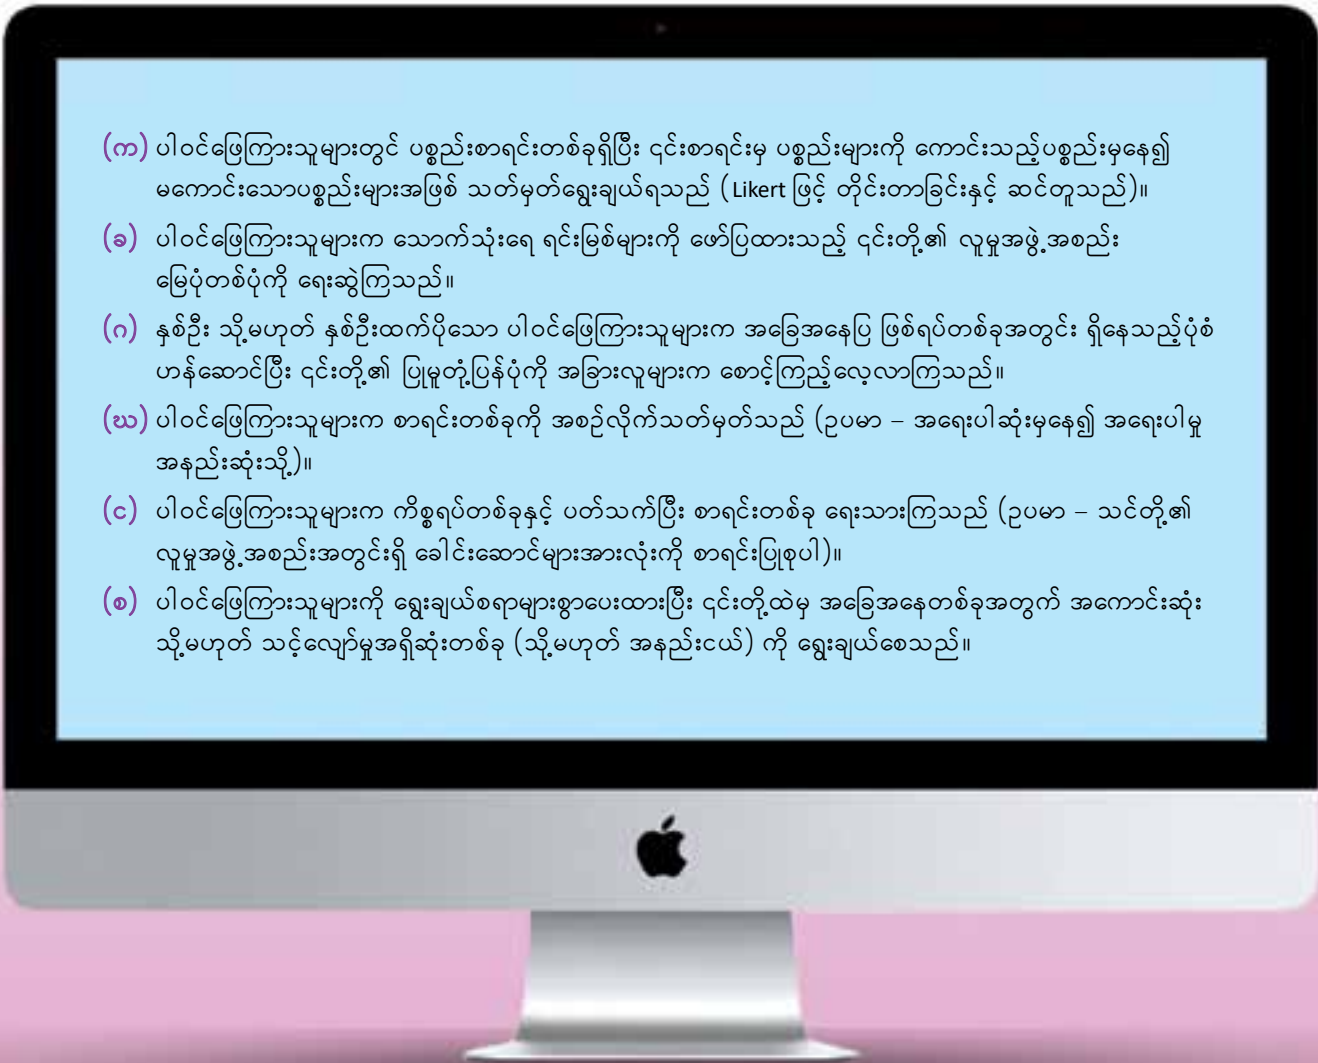 (က) ပါဝင်ဖြေကြားသူများတွင် ပစ္စည်းစာရင်းတစ်ခုရှိပြီး ၎င်းစာရင်းမှ ပစ္စည်းများကို ကောင်းသည့်ပစ္စည်းမှနေ၍
မကောင်းသောပစ္စည်းများအဖြစ် သတ်မှတ်ရွေးချယ်ရသည် (Likert ဖြင့် တိုင်းတာခြင်းနှင့် ဆင်တူသည်)။
(ခ) ပါဝင်ဖြေကြားသူများက သောက်သုံးရေ ရင်းမြစ်များကို ဖော်ပြထားသည့် ၎င်းတို့၏ လူမှုအဖွဲ့အစည်း
မြေပုံတစ်ပုံကို ရေးဆွဲကြသည်။
(ဂ) နှစ်ဦး သို့မဟုတ် နှစ်ဦးထက်ပိုသော ပါဝင်ဖြေကြားသူများက အခြေအနေပြ ဖြစ်ရပ်တစ်ခုအတွင်း ရှိနေသည့်ပုံစံ
ဟန်ဆောင်ပြီး ၎င်းတို့၏ ပြုမူတုံ့ပြန်ပုံကို အခြားလူများက စောင့်ကြည့်လေ့လာကြသည်။
(ဃ) ပါဝင်ဖြေကြားသူများက စာရင်းတစ်ခုကို အစဉ်လိုက်သတ်မှတ်သည် (ဥပမာ – အရေးပါဆုံးမှနေ၍ အရေးပါမှု
အနည်းဆုံးသို့)။
(င) ပါဝင်ဖြေကြားသူများက ကိစ္စရပ်တစ်ခုနှင့် ပတ်သက်ပြီး စာရင်းတစ်ခု ရေးသားကြသည် (ဥပမာ – သင်တို့၏
လူမှုအဖွဲ့အစည်းအတွင်းရှိ ခေါင်းဆောင်များအားလုံးကို စာရင်းပြုစုပါ)။
(စ) ပါဝင်ဖြေကြားသူများကို ရွေးချယ်စရာများစွာပေးထားပြီး ၎င်းတို့ထဲမှ အခြေအနေတစ်ခုအတွက် အကောင်းဆုံး
သို့မဟုတ် သင့်လျော်မှုအရှိဆုံးတစ်ခု (သို့မဟုတ် အနည်းငယ်) ကို ရွေးချယ်စေသည်။